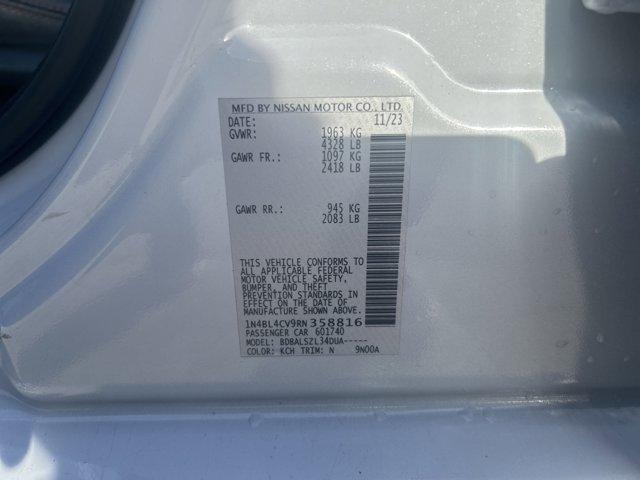 MFD BY NISSAN MOTOR CO., LTD.
DATE: 11/23
GVWR: 1963 KG
4328 LB
GAWR FR.: 1097 KG
2418 LB
GAWR RR.: 945 KG
2083 LB
THIS VEHICLE CONFORMS TO
ALL APPLICABLE FEDERAL
MOTOR VEHICLE SAFETY,
BUMPER, AND THEFT
PREVENTION STANDARDS IN
EFFECT ON THE DATE OF
MANUFACTURE SHOWN ABOVE.
1N4BL4CV9RN358816
PASSENGER CAR 601740
MODEL: BDBALSZL34DUA-----
COLOR: KCH TRIM: N 9N00A